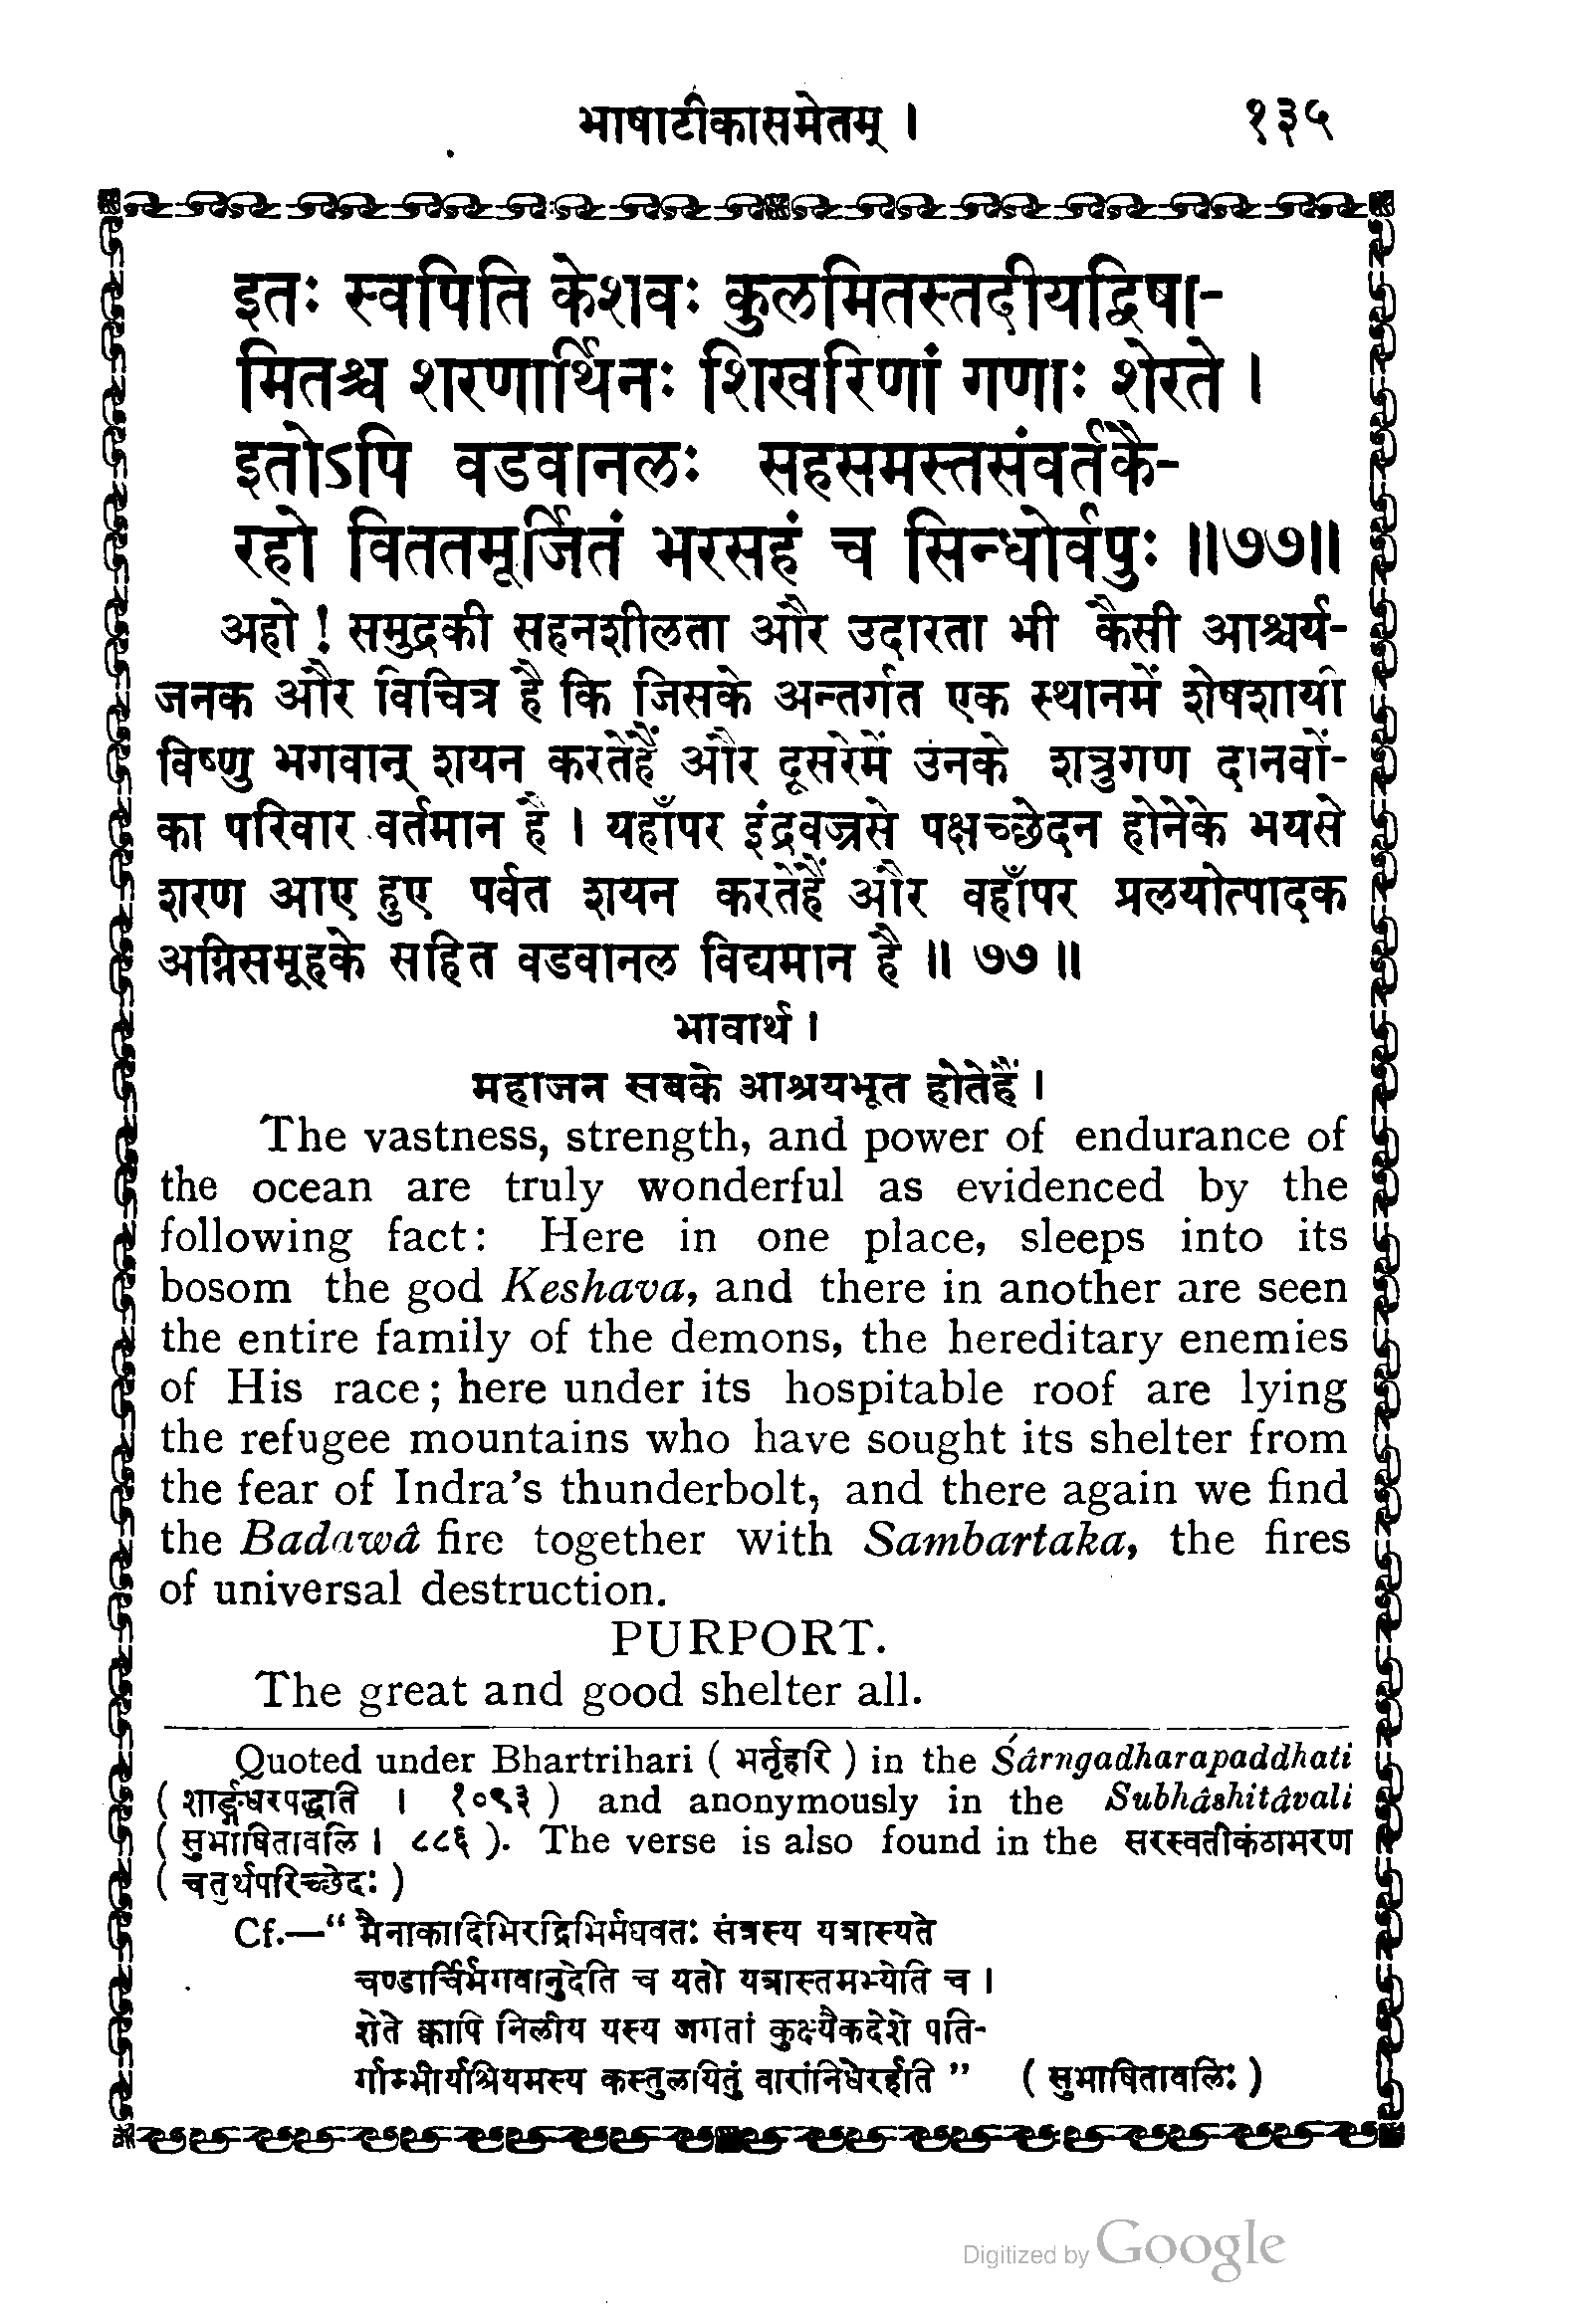 भाषाटीकासमेतम् । १३५
इतः स्वपिति केशवः कुलमितस्तदीयद्विषा-
मितश्च शरणार्थिनः शिखरिणां गणाः शेरते ।
इतोऽपि वडवानलः सहसमस्तसंवर्तकै-
रहो विततमूर्जितं भरसहं च सिन्धोर्वपुः ॥७७॥
अहो ! समुद्रकी सहनशीलता और उदारता भी कैसी आश्चर्य-
जनक और विचित्र है कि जिसके अन्तर्गत एक स्थानमें शेषशायी
विष्णु भगवान् शयन करतेहैं और दूसरेमें उनके शत्रुगण दानवों-
का परिवार वर्तमान है । यहाँपर इंद्रवज्रसे पक्षच्छेदन होनेके भयसे
शरण आए हुए पर्वत शयन करतेहैं और वहाँपर प्रलयोत्पादक
अग्निसमूहके सहित वडवानल विद्यमान है ॥ ७७ ॥
भावार्थ ।
महाजन सबके आश्रयभूत होतेहैं ।
The vastness, strength, and power of endurance of
the ocean are truly wonderful as evidenced by the
following fact: Here in one place, sleeps into its
bosom the god Keshava, and there in another are seen
the entire family of the demons, the hereditary enemies
of His race; here under its hospitable roof are lying
the refugee mountains who have sought its shelter from
the fear of Indra's thunderbolt, and there again we find
the Badawâ fire together with Sambartaka, the fires
of universal destruction.
PURPORT.
The great and good shelter all.
Quoted under Bhartrihari ( भर्तृहरि ) in the Śârngadharapaddhati
( शार्ङ्गधरपद्धति । १०९३ ) and anonymously in the Subhâshitâvali
( सुभाषितावलि । ८८६ ). The verse is also found in the सरस्वतीकंठाभरण
( चतुर्थपरिच्छेदः )
Cf.—“ मैनाकादिभिरद्रिभिर्मघवतः संत्रस्य यत्रास्यते
चण्डार्चिर्भगवानुदेति च यतो यत्रास्तमभ्येति च ।
शेते क्वापि निलीय यस्य जगतां कुक्ष्यैकदेशे पति-
र्गाम्भीर्यश्रियमस्य कस्तुलयितुं वारांनिधेरर्हति ” ( सुभाषितावलिः )
Digitized by Google